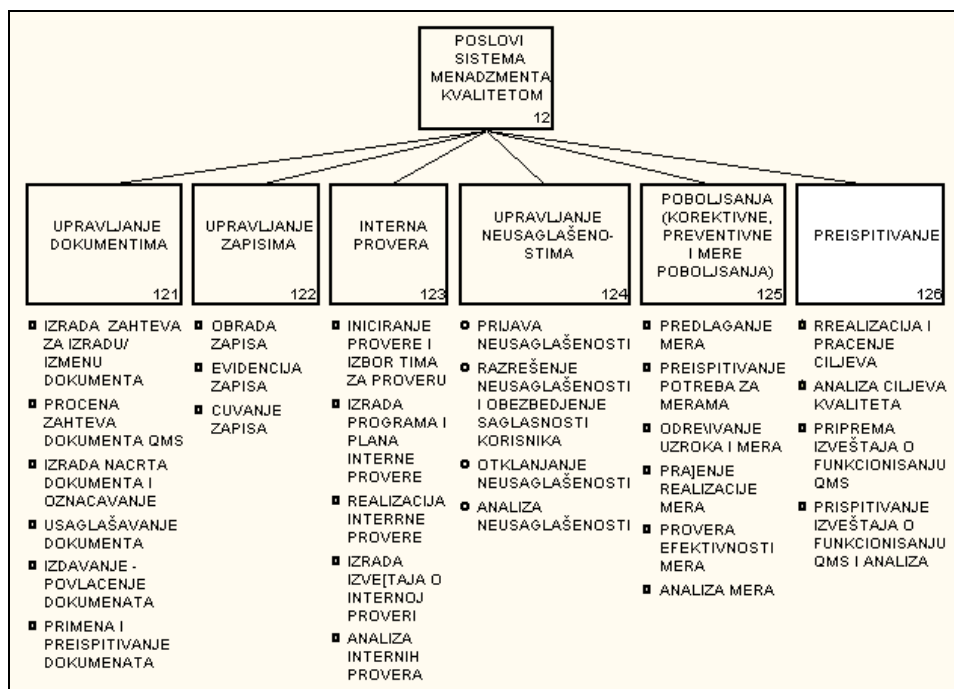 POSLOVI
SISTEMA
MENADZMENTA
KVALITETOM
12
UPRAVLJANJE
DOKUMENTIMA
121
UPRAVLJANJE
ZAPISIMA
122
INTERNA
PROVERA
123
UPRAVLJANJE
NEUSAGLAŠENO-
STIMA
124
POBOLJSANJA
(KOREKTIVNE,
PREVENTIVNE
I MERE
POBOLJSANJA)
125
PREISPITIVANJE
126
IZRADA ZAHTEVA
ZA IZRADU/
IZMENU
DOKUMENTA
PROCENA
ZAHTEVA
DOKUMENTA QMS
IZRADA NACRTA
DOKUMENTA I
OZNACAVANJE
USAGLAŠAVANJE
DOKUMENTA
IZDAVANJE -
POVLACENJE
DOKUMENATA
PRIMENA I
PREISPITIVANJE
DOKUMENATA
OBRADA
ZAPISA
EVIDENCIJA
ZAPISA
CUVANJE
ZAPISA
INICIRANJE
PROVERE I
IZBOR TIMA
ZA PROVERU
IZRADA
PROGRAMA I
PLANA
INTERNE
PROVERE
REALIZACIJA
INTERRNE
PROVERE
IZRADA
IZVE[TAJA O
INTERNOJ
PROVERI
ANALIZA
INTERNIH
PROVERA
PRIJAVA
NEUSAGLAŠENOSTI
RAZREŠENJE
NEUSAGLAŠENOSTI
I OBEZBEDJENJE
SAGLASNOSTI
KORISNIKA
OTKLANJANJE
NEUSAGLAŠENOSTI
ANALIZA
NEUSAGLAŠENOSTI
PREDLAGANJE
MERA
PREISPITIVANJE
POTREBA ZA
MERAMA
ODRE\IVANJE
UZROKA I MERA
PRA]ENJE
REALIZACIJE
MERA
PROVERA
EFEKTIVNOSTI
MERA
ANALIZA MERA
RREALIZACIJA I
PRACENJE
CILJEVA
ANALIZA CILJEVA
KVALITETA
PRIPREMA
IZVEŠTAJA O
FUNKCIONISANJU
QMS
PRISPITIVANJE
IZVEŠTAJA O
FUNKCIONISANJU
QMS I ANALIZA